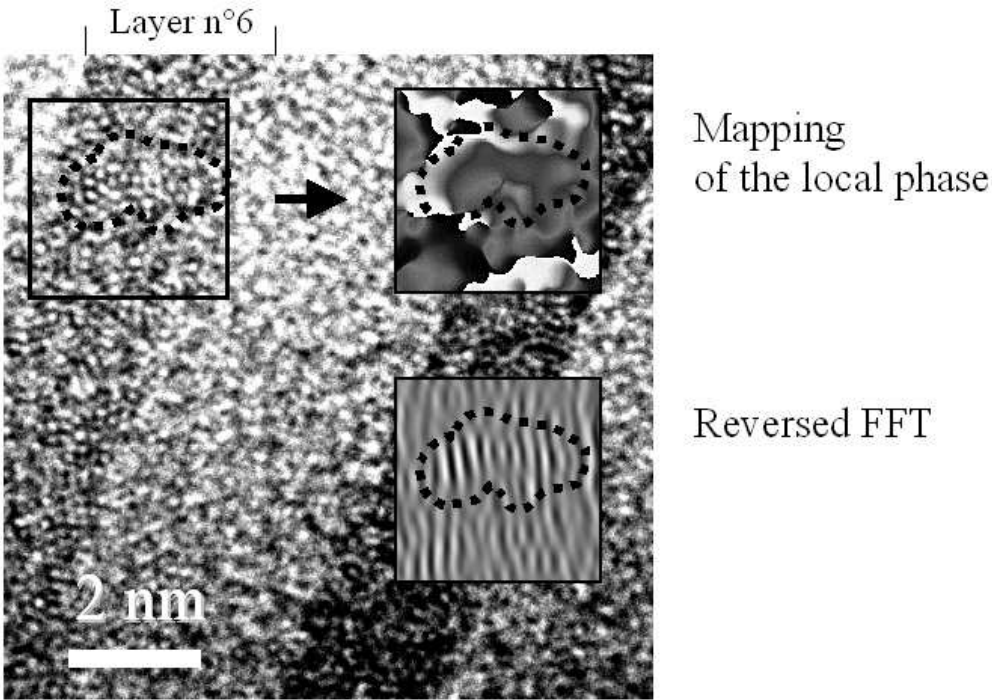 Layer n°6
Mapping
of the local phase
Reversed FFT
2 nm